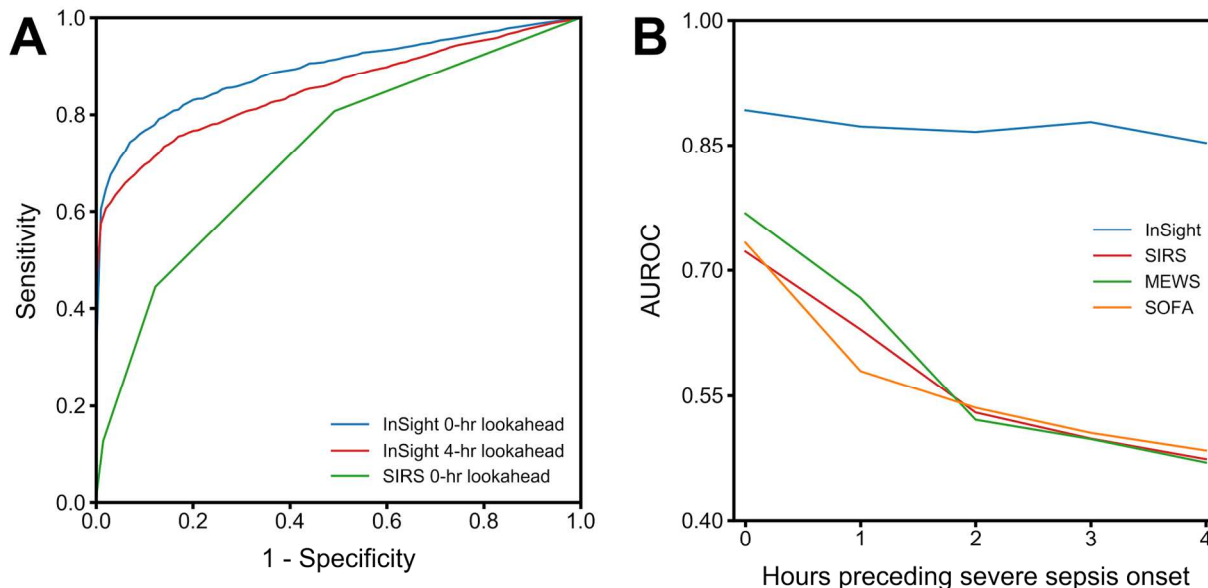 A
Sensitivity
1.0
0.8
0.6
0.4
0.2
0.0
0.0 0.2 0.4 0.6 0.8 1.0
1 - Specificity
InSight 0-hr lookahead
InSight 4-hr lookahead
SIRS 0-hr lookahead
B
AUROC
1.00
0.85
0.70
0.55
0.40
0 1 2 3 4
Hours preceding severe sepsis onset
InSight
SIRS
MEWS
SOFA